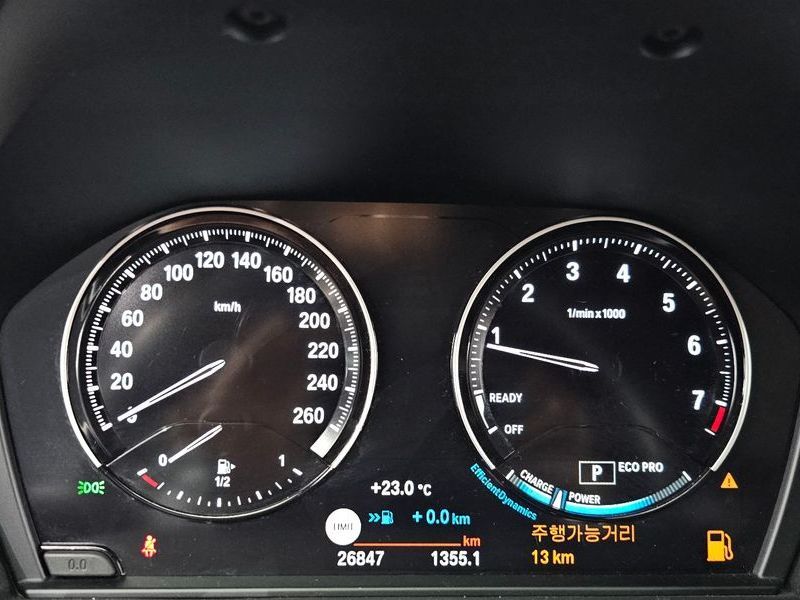 km/h
0 20 40 60 80 100 120 140 160 180 200 220 240 260
0 1/2 1
1/min x 1000
OFF READY 1 2 3 4 5 6 7
P ECO PRO
CHARGE POWER
EfficientDynamics
+23.0 °C
LIMIT + 0.0 km
km
26847 1355.1
주행가능거리
13 km
0.0